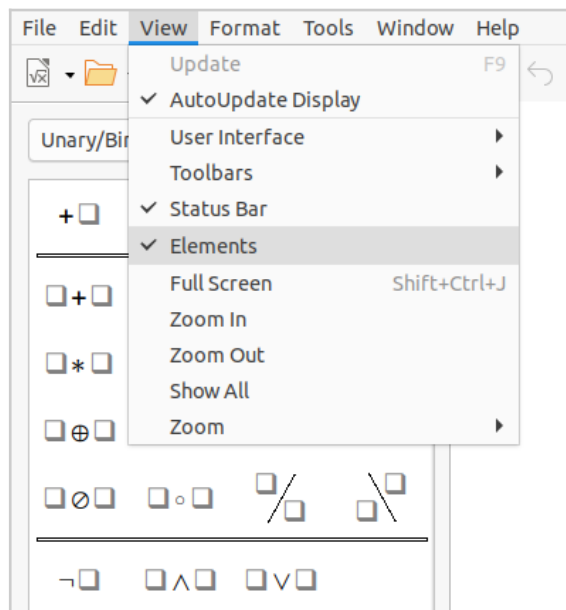 File Edit View Format Tools Window Help
Update F9
AutoUpdate Display
Unary/Bin
User Interface
Toolbars
Status Bar
Elements
Full Screen Shift+Ctrl+J
Zoom In
Zoom Out
Show All
Zoom
+□
□+□
□*□
□⊕□
□⊘□ □∘□ □/□ □\□
¬□ □∧□ □∨□